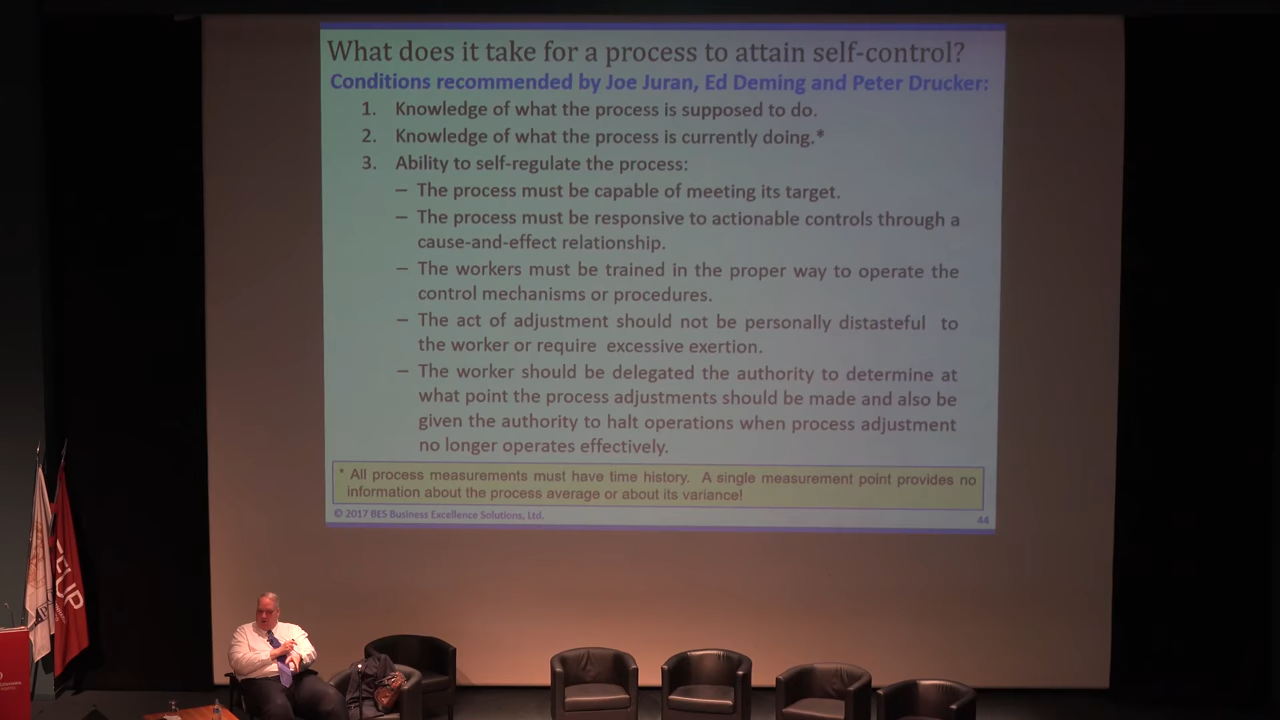 What does it take for a process to attain self-control?
Conditions recommended by Joe Juran, Ed Deming and Peter Drucker:
1. Knowledge of what the process is supposed to do.
2. Knowledge of what the process is currently doing.*
3. Ability to self-regulate the process:
– The process must be capable of meeting its target.
– The process must be responsive to actionable controls through a
cause-and-effect relationship.
– The workers must be trained in the proper way to operate the
control mechanisms or procedures.
– The act of adjustment should not be personally distasteful to
the worker or require excessive exertion.
– The worker should be delegated the authority to determine at
what point the process adjustments should be made and also be
given the authority to halt operations when process adjustment
no longer operates effectively.
* All process measurements must have time history. A single measurement point provides no
information about the process average or about its variance!
© 2017 BES Business Excellence Solutions, Ltd.
44
FEUP